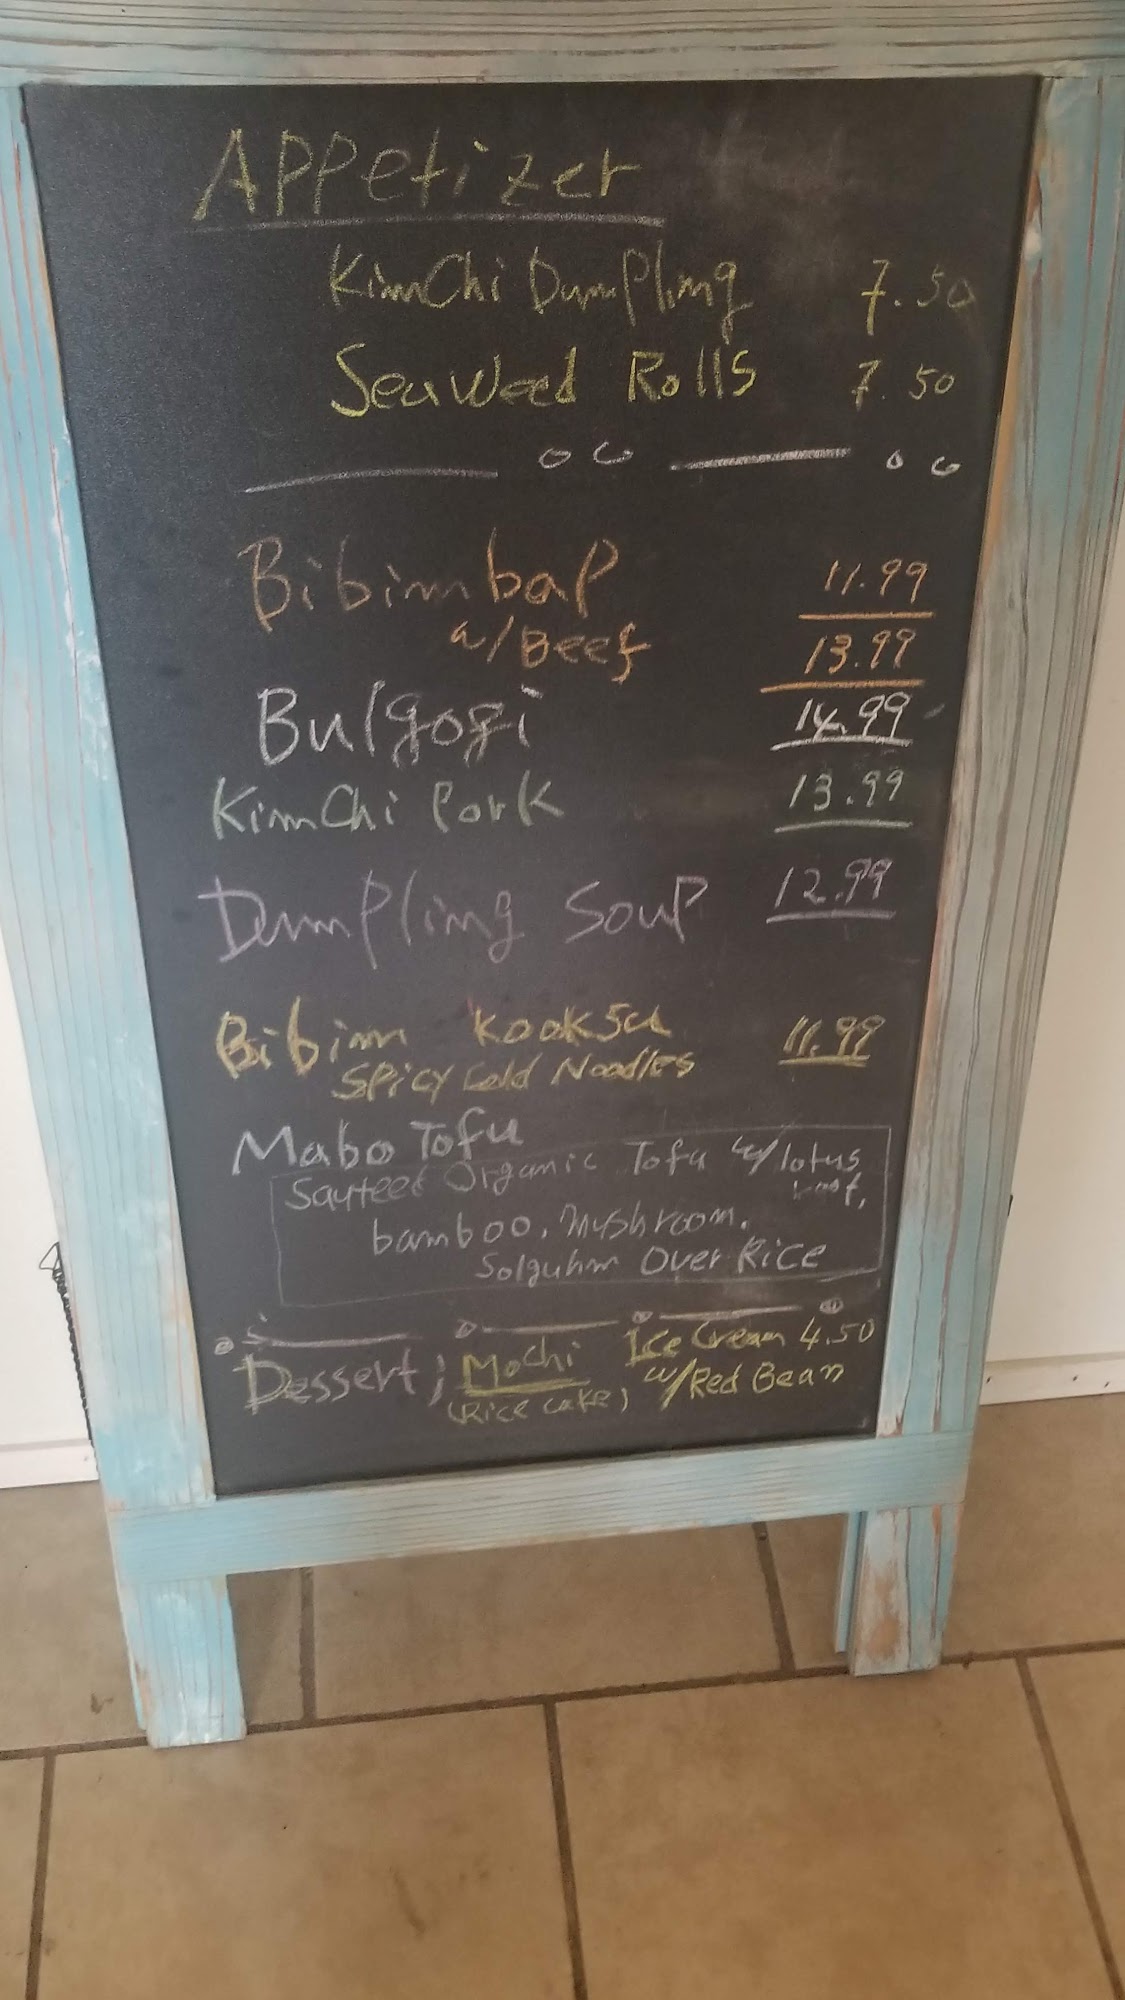 Appetizer
KimChi Dumpling 7.50
Seaweed Rolls 7.50
Bibimbap 11.99
w/Beef 13.99
Bulgogi 14.99
KimChi Pork 13.99
Dumpling Soup 12.99
Bibim Kooksu 11.99
Spicy Cold Noodles
Mabo Tofu
Sauteed Organic Tofu w/lotus
root,
bamboo, mushroom.
Solguhm Over Rice
Dessert; Mochi Ice Cream 4.50
(Rice Cake) w/Red Bean